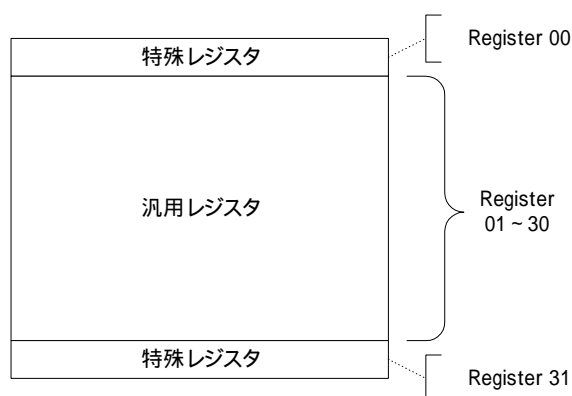 特殊レジスタ
Register 00
汎用レジスタ
Register
01 ~ 30
特殊レジスタ
Register 31